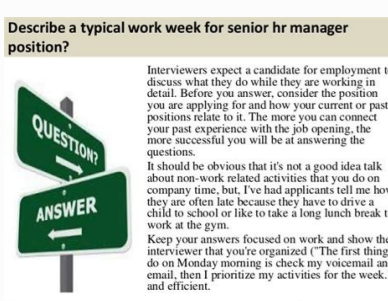 Describe a typical work week for senior hr manager
position?
QUESTION?
ANSWER
Interviewers expect a candidate for employment
discuss what they do while they are working in
detail. Before you answer, consider the position
you are applying for and how your current or past
positions relate to it. The more you can connect
your past experience with the job opening, the
more successful you will be at answering the
questions.
It should be obvious that it's not a good idea talk
about non-work related activities that you do on
company time, but, I've had applicants tell me
they are often late because they have to drive a
child to school or like to take a long lunch break
work at the gym.
Keep your answers focused on work and show
interviewer that you're organized ("The first thing
do on Monday morning is check my voicemail
email, then I prioritize my activities for the week.
and efficient.